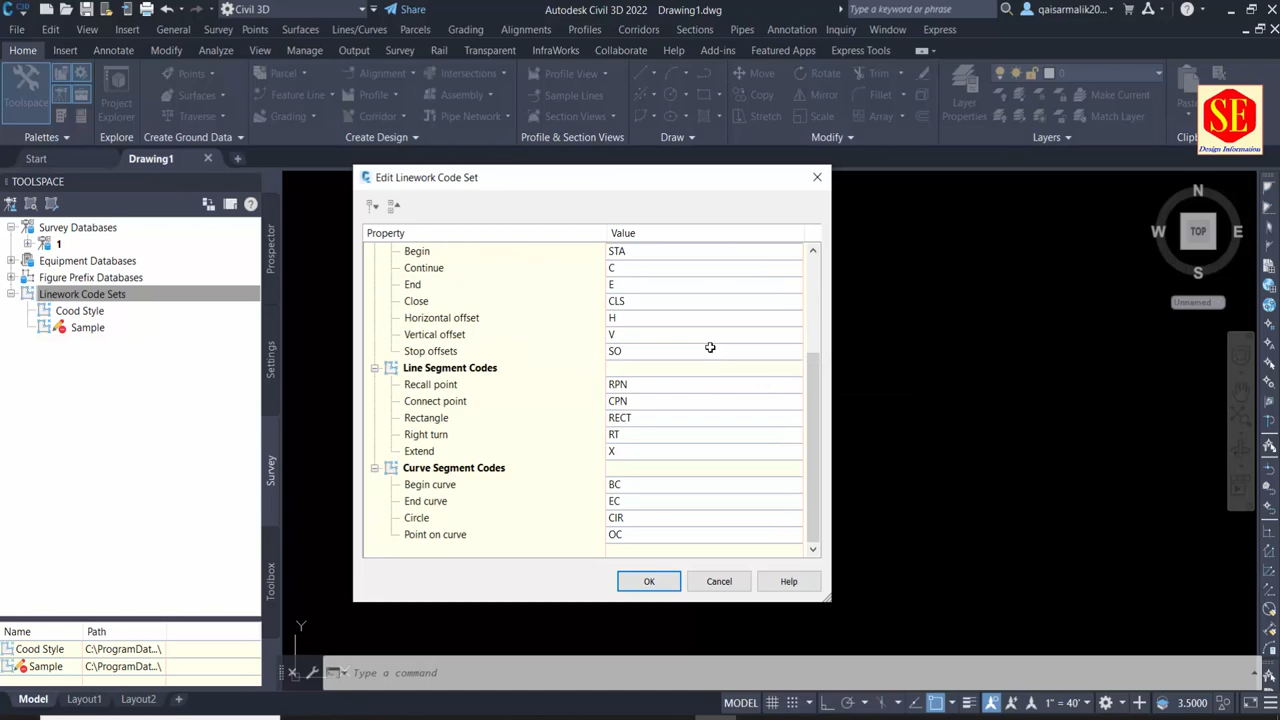 C3D
Civil 3D
Share
Autodesk Civil 3D 2022 Drawing1.dwg
Type a keyword or phrase
qaisarmalik20...
File Edit View Insert General Survey Points Surfaces Lines/Curves Parcels Grading Alignments Profiles Corridors Sections Pipes Annotation Inquiry Window Express
Home Insert Annotate Modify Analyze View Manage Output Survey Rail Transparent InfraWorks Collaborate Help Add-ins Featured Apps Express Tools
Toolspace
Project Explorer
Points
Surfaces
Traverse
Parcel
Feature Line
Grading
Alignment
Profile
Corridor
Intersections
Assembly
Pipe Network
Profile View
Sample Lines
Section Views
Move
Copy
Stretch
Rotate
Mirror
Scale
Trim
Fillet
Array
Layer Properties
0
Make Current
Match Layer
Paste
Palettes Explore Create Ground Data Create Design Profile & Section Views Draw Modify Layers Clip
SE
Design Information
Start Drawing1
TOOLSPACE
Survey Databases
1
Equipment Databases
Figure Prefix Databases
Linework Code Sets
Cood Style
Sample
Prospector
Settings
Survey
Toolbox
Name Path
Cood Style C:\ProgramDat...\
Sample C:\ProgramDat...\
Edit Linework Code Set
Property Value
Begin STA
Continue C
End E
Close CLS
Horizontal offset H
Vertical offset V
Stop offsets SO
Line Segment Codes
Recall point RPN
Connect point CPN
Rectangle RECT
Right turn RT
Extend X
Curve Segment Codes
Begin curve BC
End curve EC
Circle CIR
Point on curve OC
OK Cancel Help
N
W TOP E
S
Unnamed
Y
Type a command
Model Layout1 Layout2
MODEL
1" = 40'
3.5000